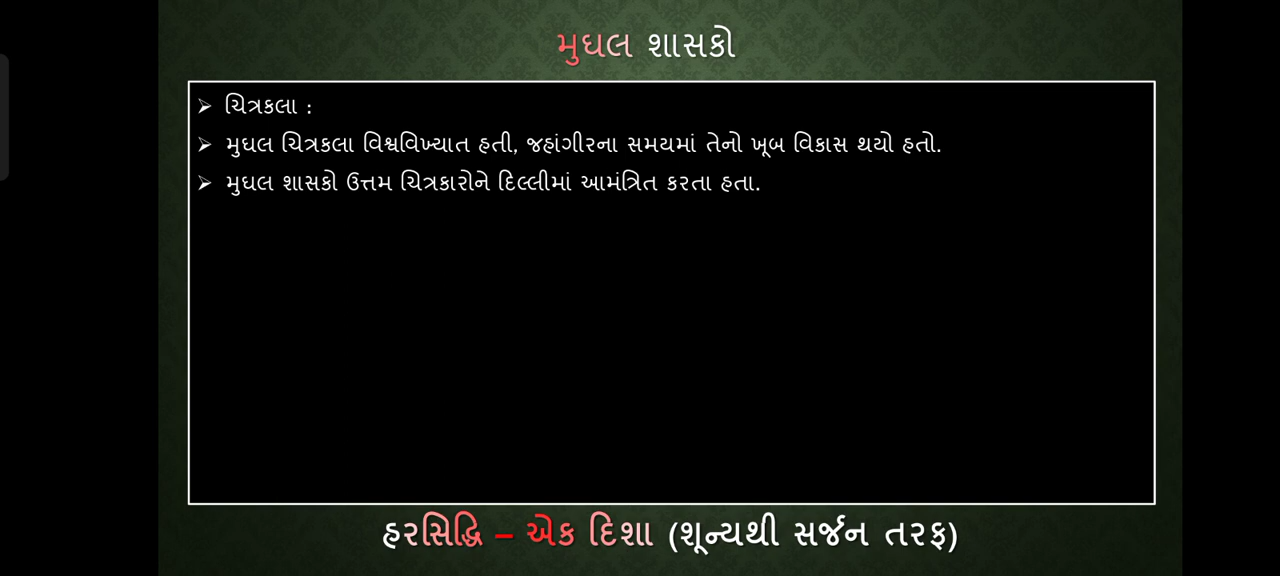 મુઘલ શાસકો
➢ ચિત્રકલા :
➢ મુઘલ ચિત્રકલા વિશ્વવિખ્યાત હતી, જહાંગીરના સમયમાં તેનો ખૂબ વિકાસ થયો હતો.
➢ મુઘલ શાસકો ઉત્તમ ચિત્રકારોને દિલ્લીમાં આમંત્રિત કરતા હતા.
હરસિદ્ધિ – એક દિશા (શૂન્યથી સર્જન તરફ)